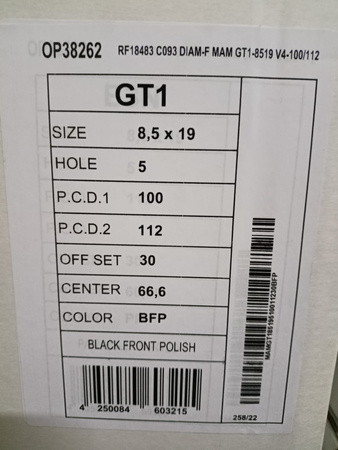 OP38262 RF18483 C093 DIAM-F MAM GT1-8519 V4-100/112
GT1
SIZE 8,5 x 19
HOLE 5
P.C.D.1 100
P.C.D.2 112
OFF SET 30
CENTER 66,6
COLOR BFP
BLACK FRONT POLISH
4 250084 603215
MAMGT18519510011230BFP
258/22